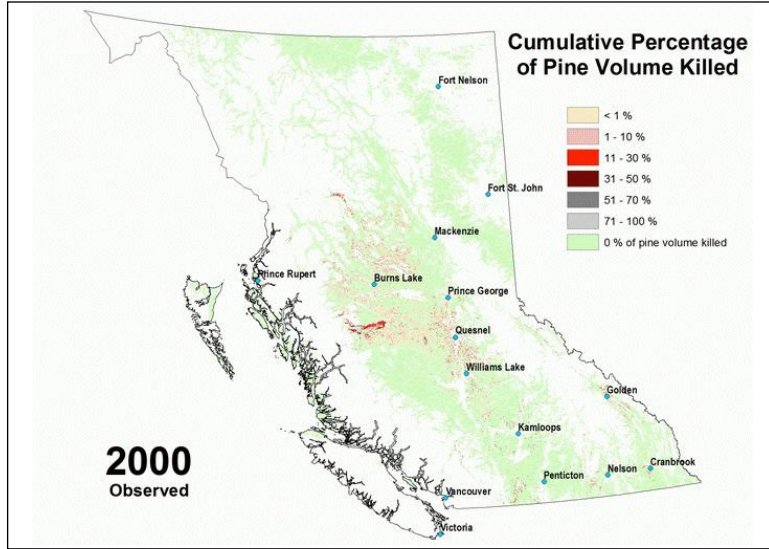 Cumulative Percentage
of Pine Volume Killed
Fort Nelson
< 1 %
1 - 10 %
11 - 30 %
31 - 50 %
51 - 70 %
71 - 100 %
0 % of pine volume killed
Fort St. John
Mackenzie
Prince Rupert
Burns Lake
Prince George
Quesnel
Williams Lake
Golden
Kamloops
Cranbrook
Nelson
Penticton
Vancouver
Victoria
2000
Observed